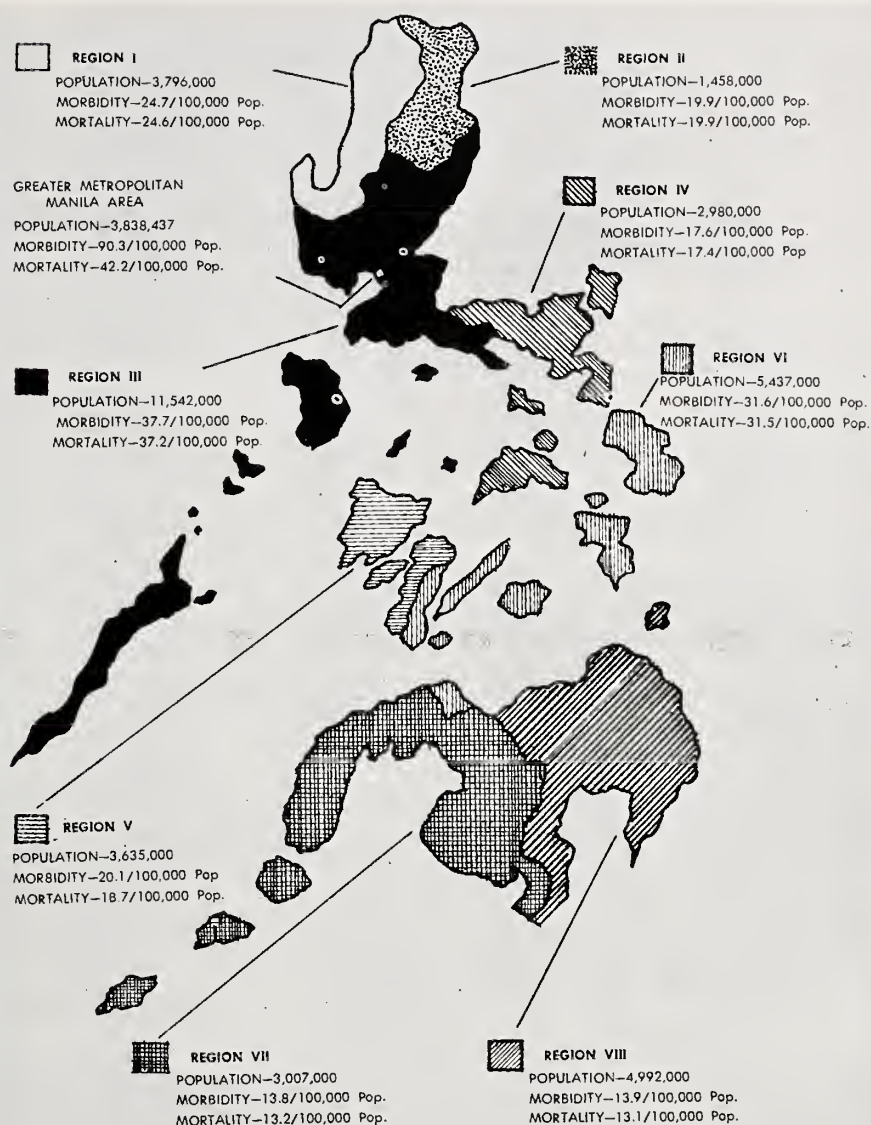 REGION I
POPULATION—3,796,000
MORBIDITY—24.7/100,000 Pop.
MORTALITY—24.6/100,000 Pop.
REGION II
POPULATION—1,458,000
MORBIDITY—19.9/100,000 Pop.
MORTALITY—19.9/100,000 Pop.
GREATER METROPOLITAN
MANILA AREA
POPULATION—3,838,437
MORBIDITY—90.3/100,000 Pop.
MORTALITY—42.2/100,000 Pop.
REGION IV
POPULATION—2,980,000
MORBIDITY—17.6/100,000 Pop.
MORTALITY—17.4/100,000 Pop
REGION III
POPULATION—11,542,000
MORBIDITY—37.7/100,000 Pop.
MORTALITY—37.2/100,000 Pop.
REGION VI
POPULATION—5,437,000
MORBIDITY—31.6/100,000 Pop.
MORTALITY—31.5/100,000 Pop.
REGION V
POPULATION—3,635,000
MORBIDITY—20.1/100,000 Pop
MORTALITY—18.7/100,000 Pop.
REGION VII
POPULATION—3,007,000
MORBIDITY—13.8/100,000 Pop.
MORTALITY—13.2/100,000 Pop.
REGION VIII
POPULATION—4,992,000
MORBIDITY—13.9/100,000 Pop.
MORTALITY—13.1/100,000 Pop.